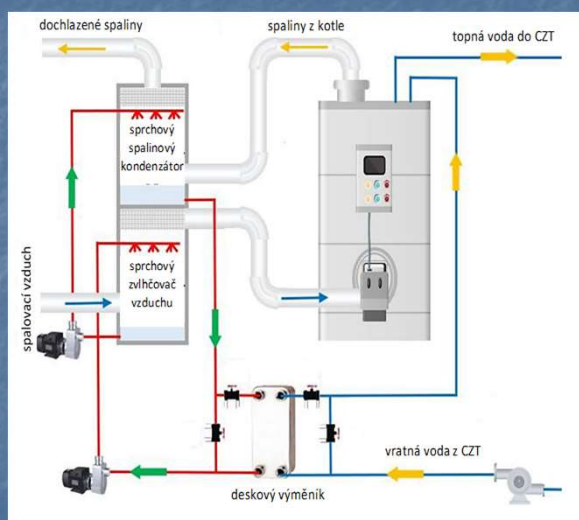 dochlazené spaliny
spaliny z kotle
topná voda do CZT
sprchový
spalinový
kondenzátor
sprchový
zvlhčovač
vzduchu
spalovací vzduch
vratná voda z CZT
deskový výměník